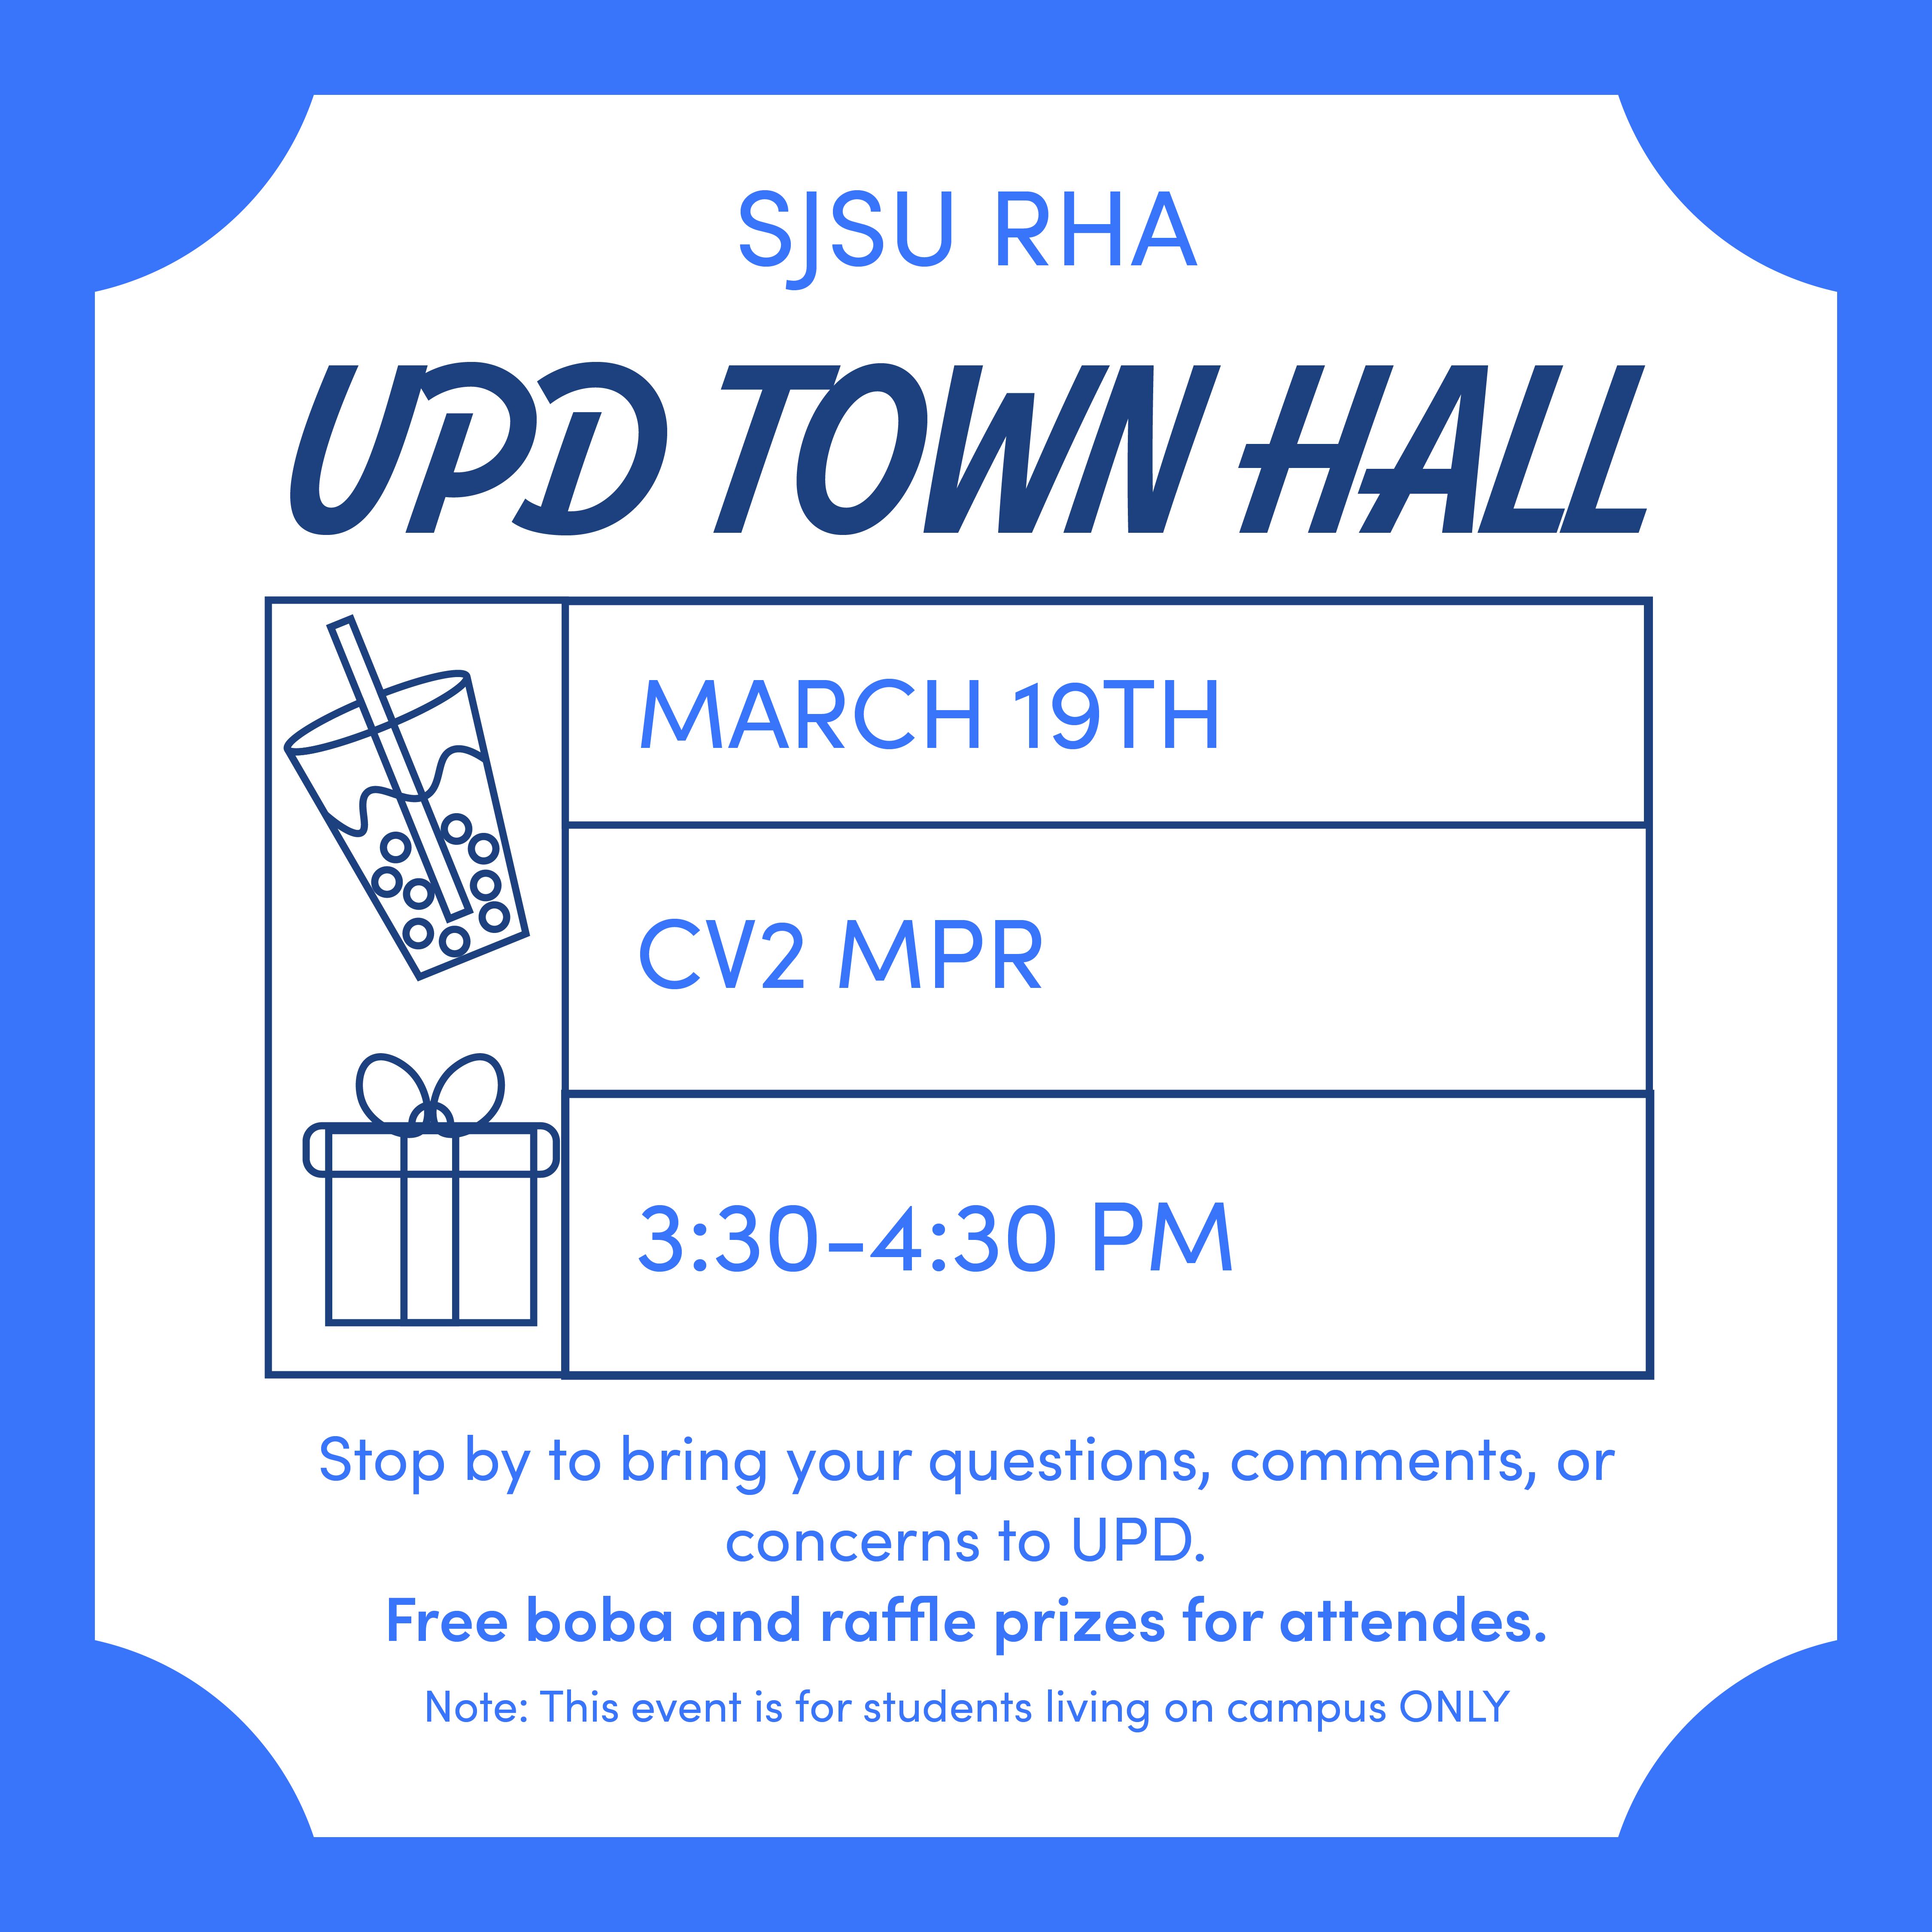 SJSU RHA
UPD TOWN HALL
MARCH 19TH
CV2 MPR
3:30–4:30 PM
Stop by to bring your questions, comments, or
concerns to UPD.
Free boba and raffle prizes for attendes.
Note: This event is for students living on campus ONLY